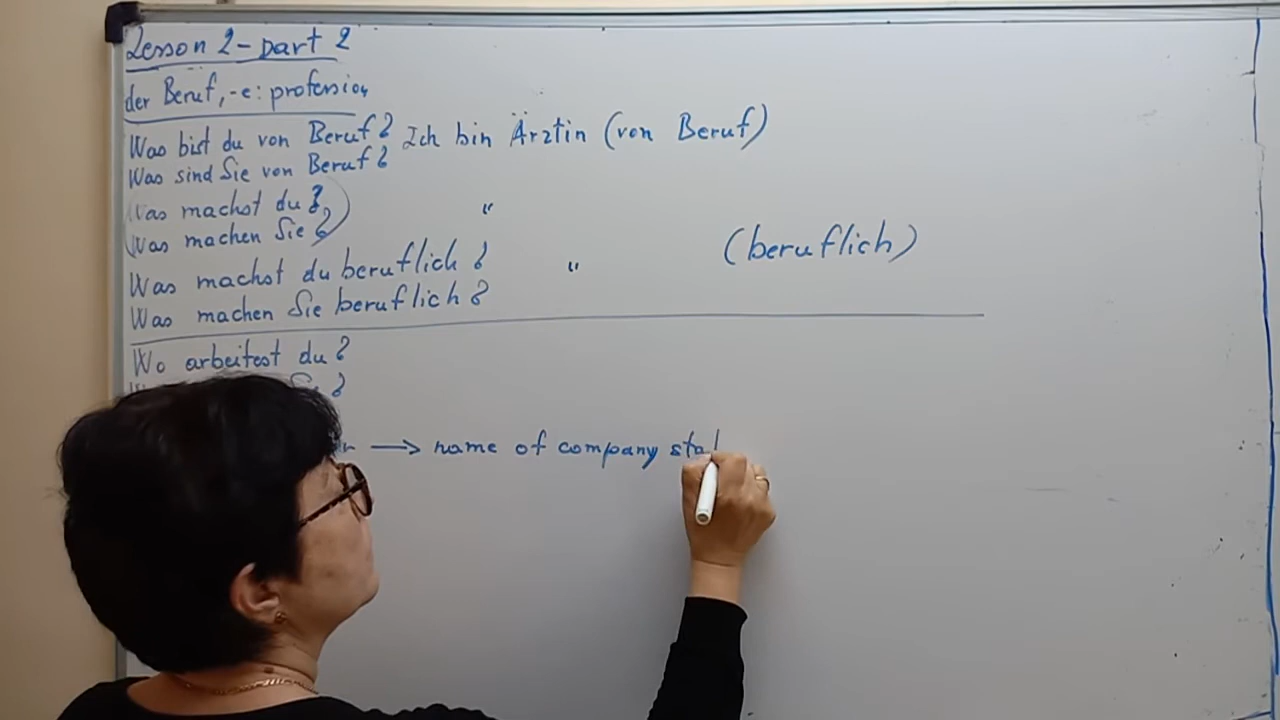 Lesson 2 - part 2
der Beruf, -e: profession
Was bist du von Beruf? Ich bin Ärztin (von Beruf)
Was sind Sie von Beruf?
(Was machst du?) "
(Was machen Sie?)
Was machst du beruflich? " (beruflich)
Was machen Sie beruflich?
Wo arbeitest du?
Sie?
→ name of company